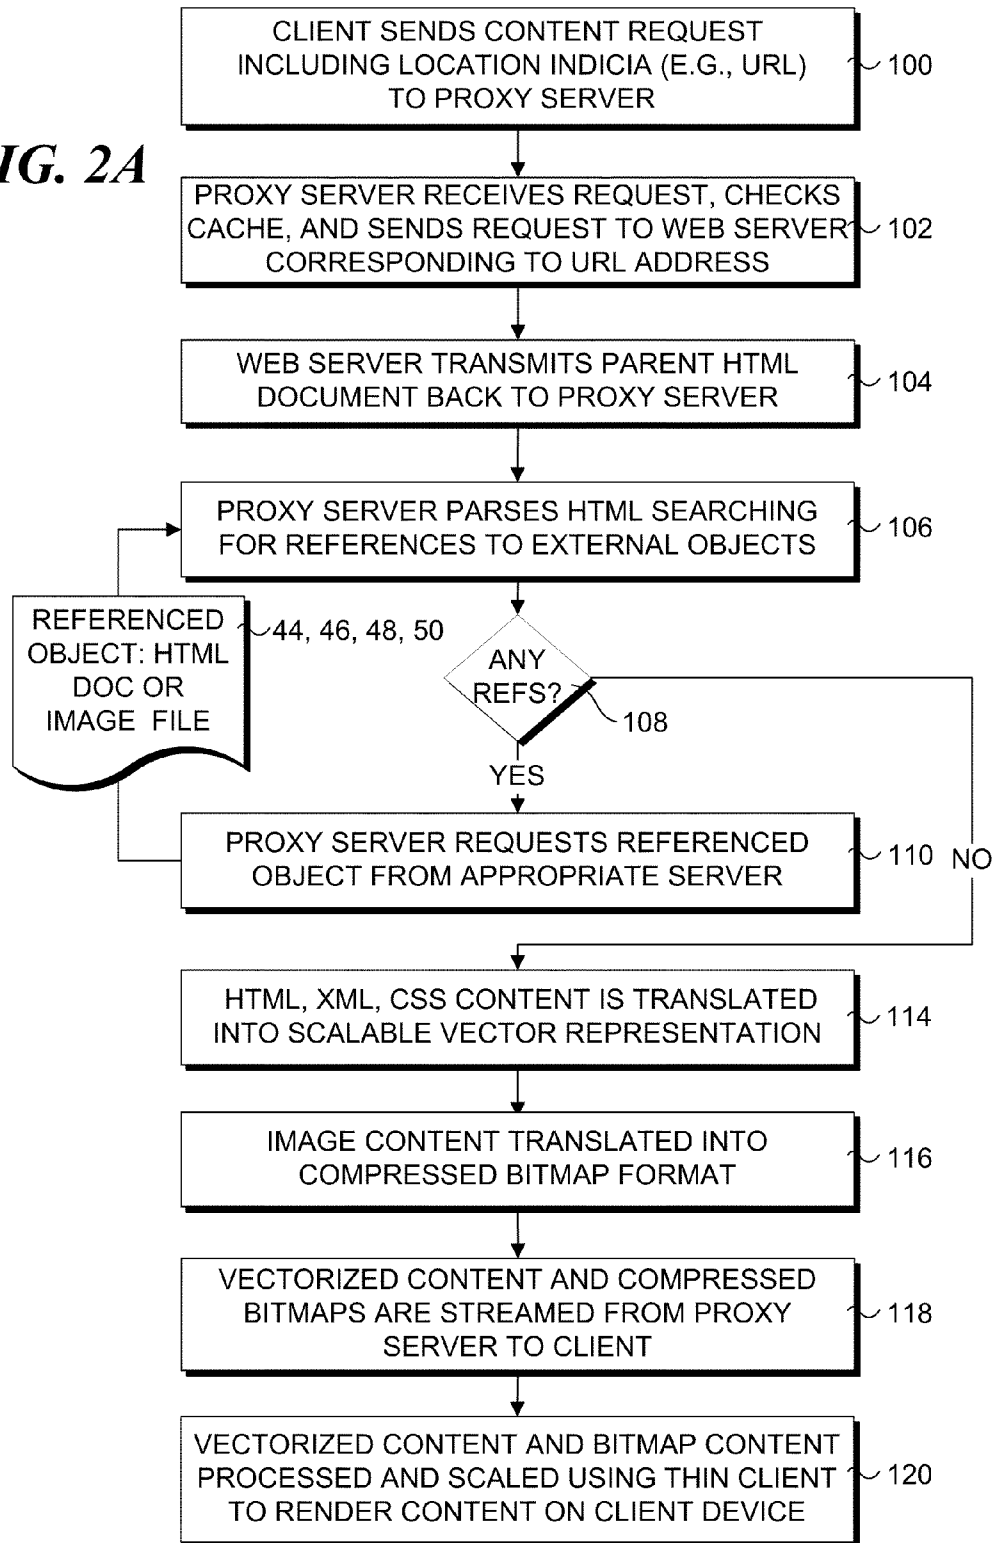 CLIENT SENDS CONTENT REQUEST
INCLUDING LOCATION INDICIA (E.G., URL)
TO PROXY SERVER
100
IG. 2A
PROXY SERVER RECEIVES REQUEST, CHECKS
CACHE, AND SENDS REQUEST TO WEB SERVER
CORRESPONDING TO URL ADDRESS
102
WEB SERVER TRANSMITS PARENT HTML
DOCUMENT BACK TO PROXY SERVER
104
PROXY SERVER PARSES HTML SEARCHING
FOR REFERENCES TO EXTERNAL OBJECTS
106
REFERENCED
OBJECT: HTML
DOC OR
IMAGE FILE
44, 46, 48, 50
ANY
REFS?
108
YES
PROXY SERVER REQUESTS REFERENCED
OBJECT FROM APPROPRIATE SERVER
110
NO
HTML, XML, CSS CONTENT IS TRANSLATED
INTO SCALABLE VECTOR REPRESENTATION
114
IMAGE CONTENT TRANSLATED INTO
COMPRESSED BITMAP FORMAT
116
VECTORIZED CONTENT AND COMPRESSED
BITMAPS ARE STREAMED FROM PROXY
SERVER TO CLIENT
118
VECTORIZED CONTENT AND BITMAP CONTENT
PROCESSED AND SCALED USING THIN CLIENT
TO RENDER CONTENT ON CLIENT DEVICE
120